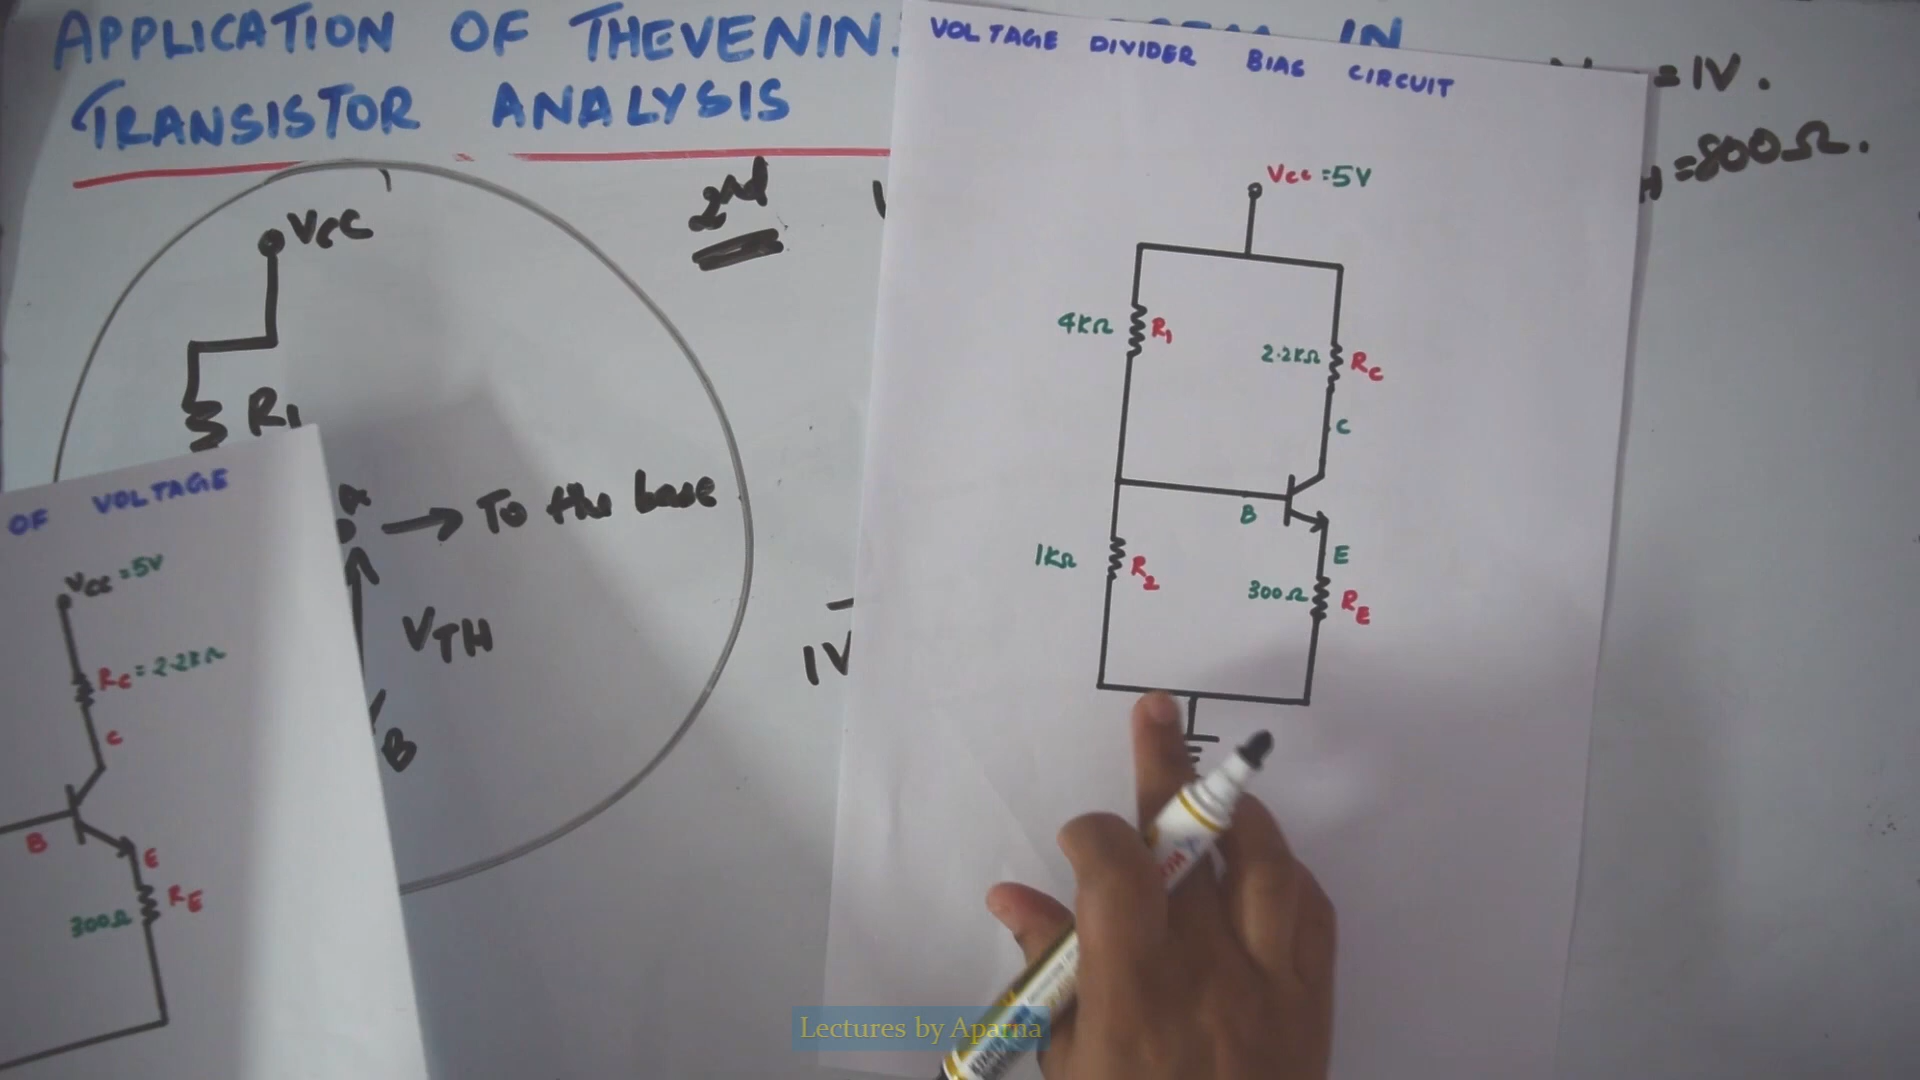 APPLICATION OF THEVENIN
IN
TRANSISTOR ANALYSIS
2nd
VCC
R1
To the base
VTH
B
1V
= 1V.
H = 800Ω.
OF VOLTAGE
VCC = 5V
RC = 2.2KΩ
C
B
E
RE
300Ω
VOLTAGE DIVIDER BIAS CIRCUIT
VCC = 5V
4KΩ R1
2.2KΩ RC
C
B
E
1KΩ R2
300Ω RE
Lectures by Aparna